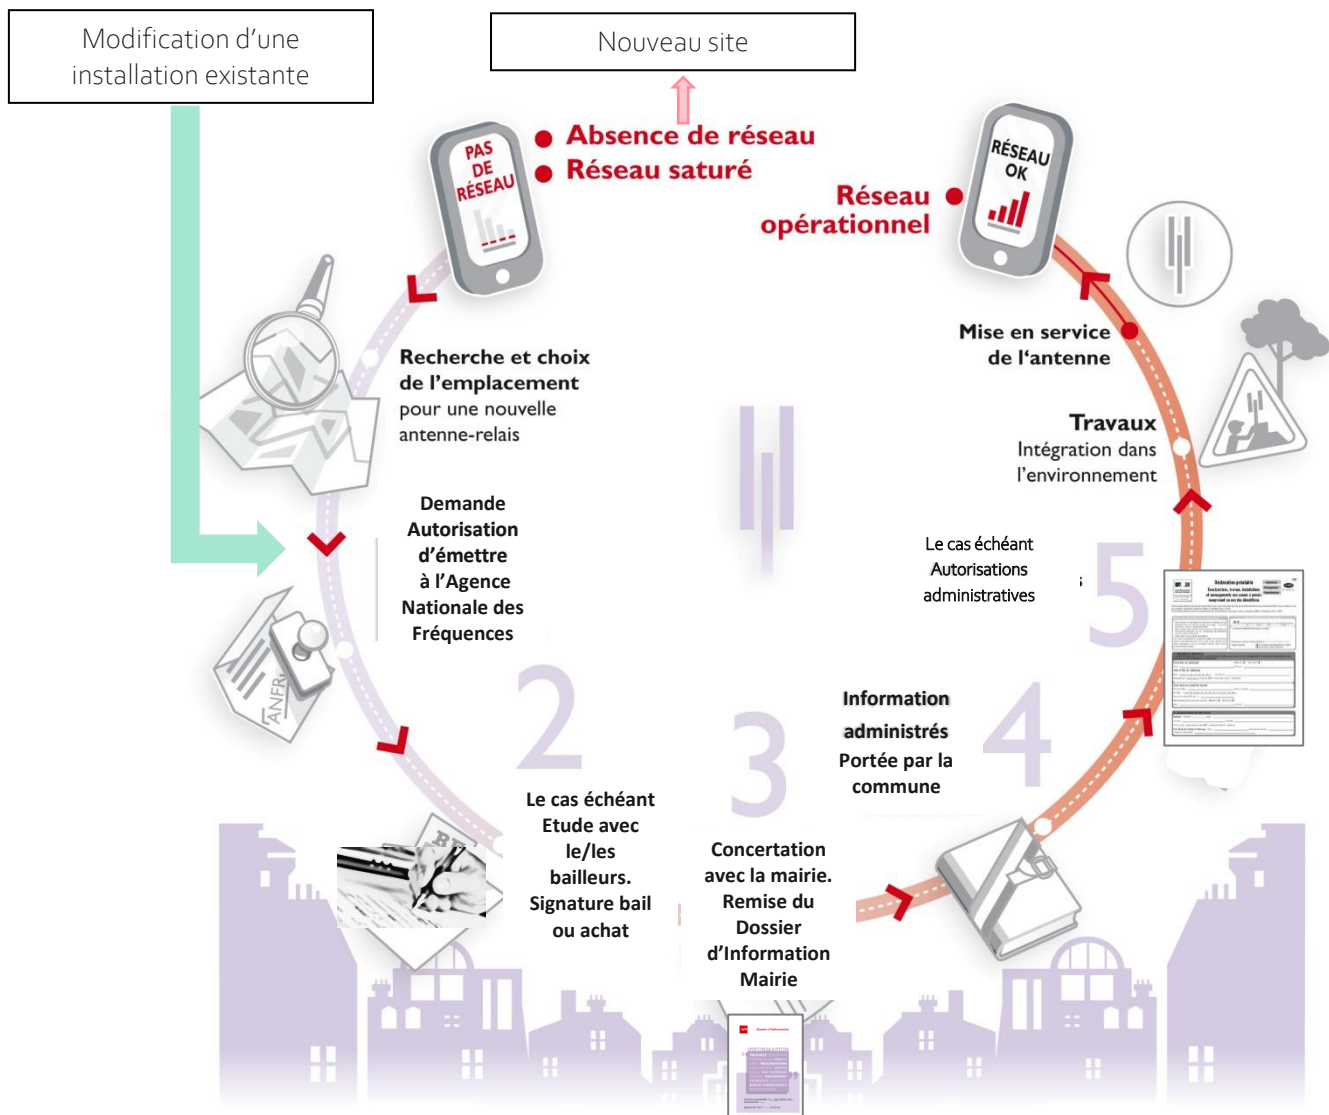 Modification d’une
installation existante
Nouveau site
PAS
DE
RÉSEAU
Absence de réseau
Réseau saturé
RÉSEAU
OK
Réseau
opérationnel
Recherche et choix
de l’emplacement
pour une nouvelle
antenne-relais
Mise en service
de l‘antenne
Travaux
Intégration dans
l’environnement
Demande
Autorisation
d’émettre
à l’Agence
Nationale des
Fréquences
ANFR
Le cas échéant
Autorisations
administratives
5
Déclaration préalable
2
3
4
Information
administrés
Portée par la
commune
Le cas échéant
Etude avec
le/les
bailleurs.
Signature bail
ou achat
Concertation
avec la mairie.
Remise du
Dossier
d’Information
Mairie
Dossier d’Information